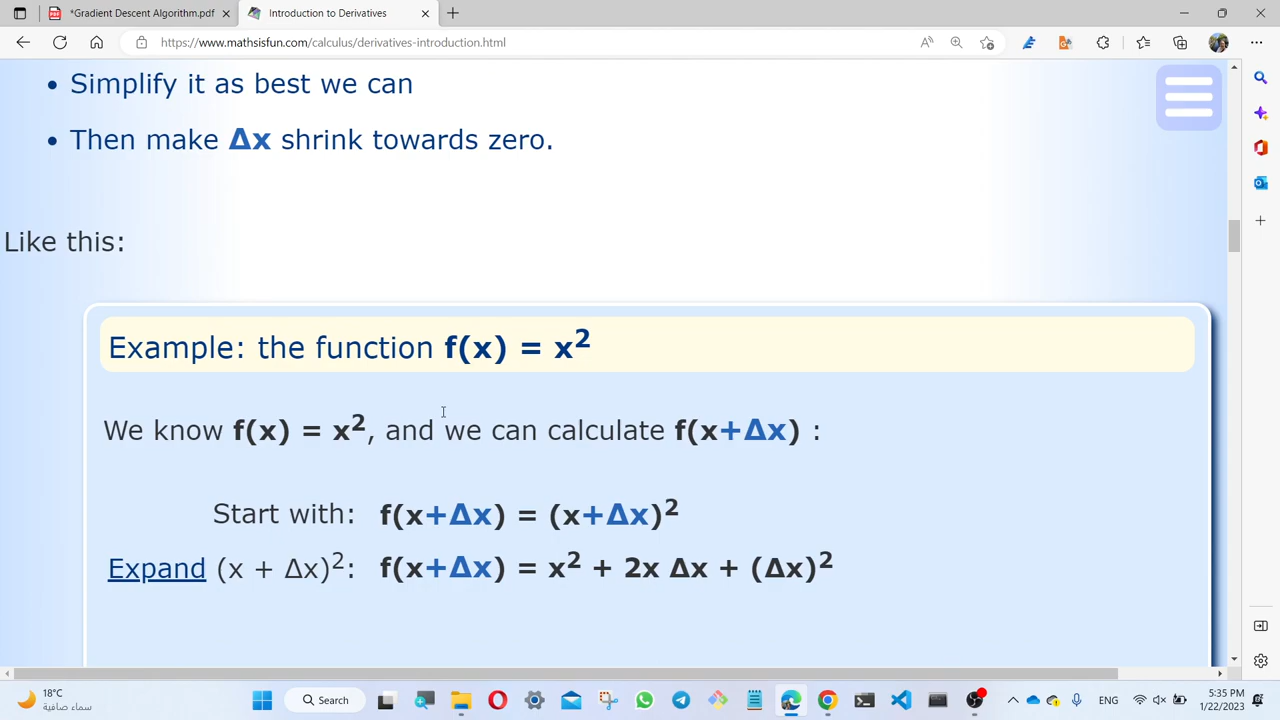 *Gradient Descent Algorithm.pdf
Introduction to Derivatives
https://www.mathsisfun.com/calculus/derivatives-introduction.html
• Simplify it as best we can
• Then make Δx shrink towards zero.
Like this:
Example: the function f(x) = x²
We know f(x) = x², and we can calculate f(x+Δx) :
Start with: f(x+Δx) = (x+Δx)²
Expand (x + Δx)²: f(x+Δx) = x² + 2x Δx + (Δx)²
18°C
سماء صافية
Search
ENG
5:35 PM
1/22/2023